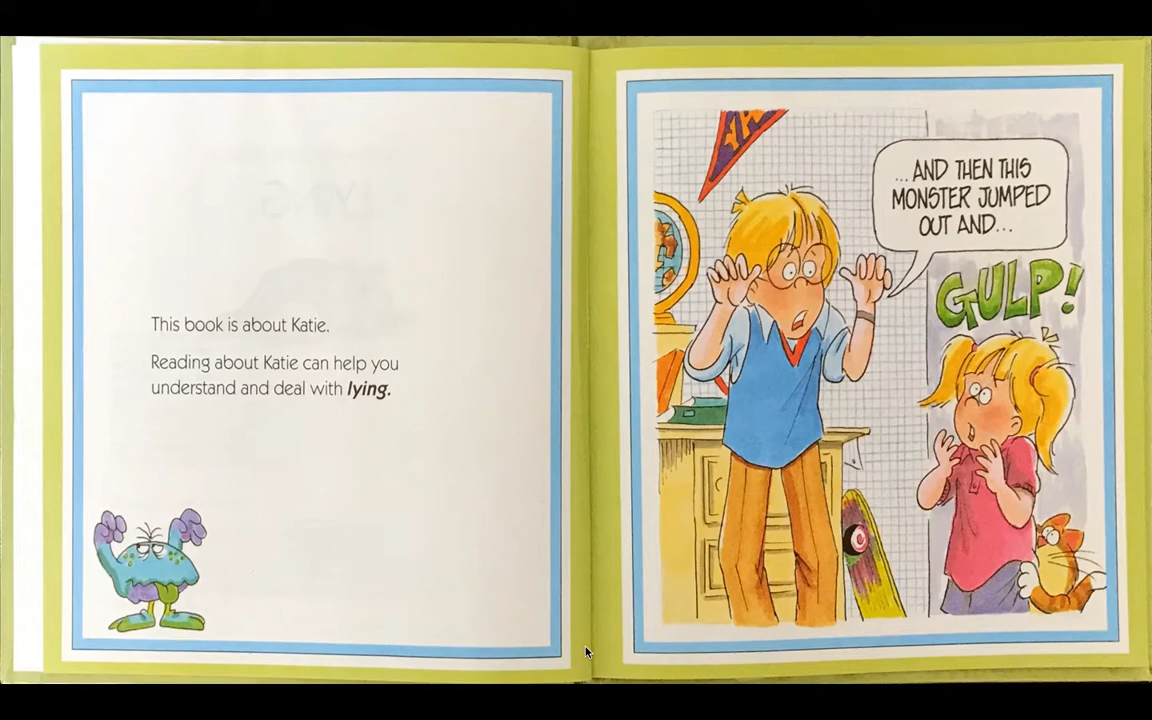 This book is about Katie.
Reading about Katie can help you
understand and deal with lying.
YA
...AND THEN THIS
MONSTER JUMPED
OUT AND...
GULP!